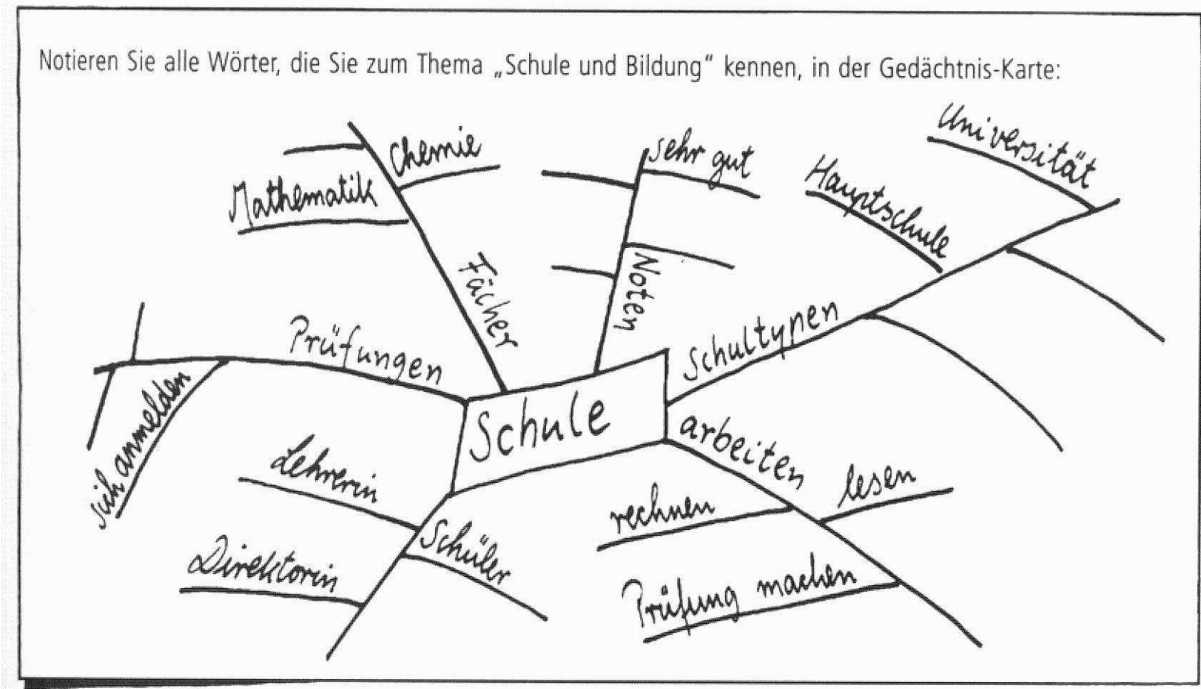 Notieren Sie alle Wörter, die Sie zum Thema „Schule und Bildung“ kennen, in der Gedächtnis-Karte:
Universität
Chemie
sehr gut
Hauptschule
Mathematik
Fächer
Noten
Prüfungen
Schultypen
sich anmelden
Schule
arbeiten
Lehrerin
lesen
rechnen
Direktorin
Schüler
Prüfung machen